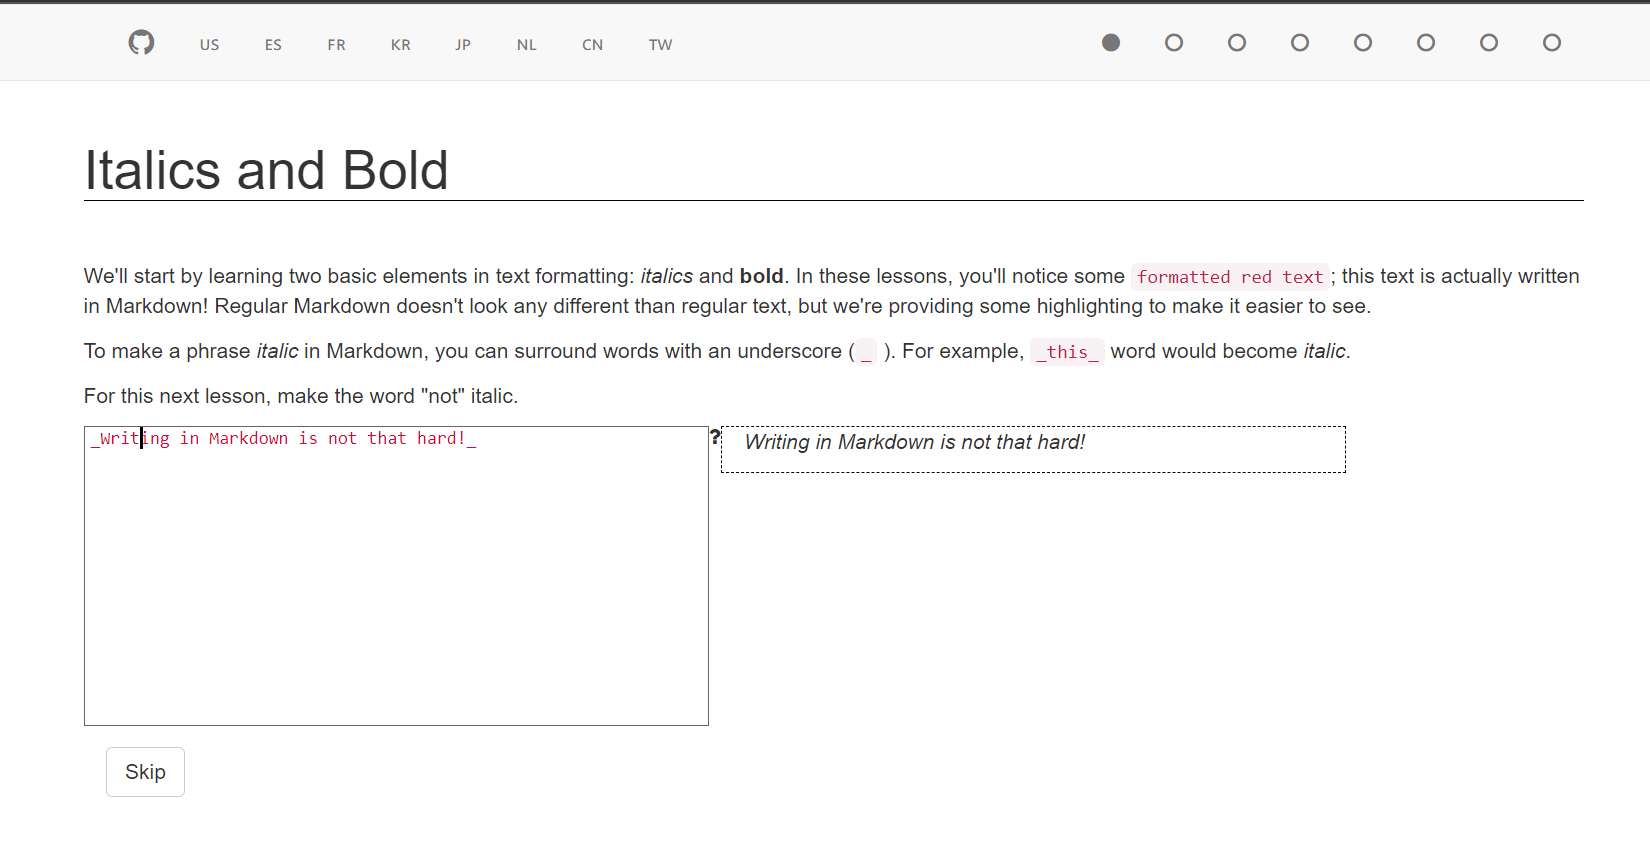 US ES FR KR JP NL CN TW
Italics and Bold
We'll start by learning two basic elements in text formatting: italics and bold. In these lessons, you'll notice some formatted red text ; this text is actually written
in Markdown! Regular Markdown doesn't look any different than regular text, but we're providing some highlighting to make it easier to see.
To make a phrase italic in Markdown, you can surround words with an underscore ( _ ). For example, _this_ word would become italic.
For this next lesson, make the word "not" italic.
_Writing in Markdown is not that hard!_
?
Writing in Markdown is not that hard!
Skip